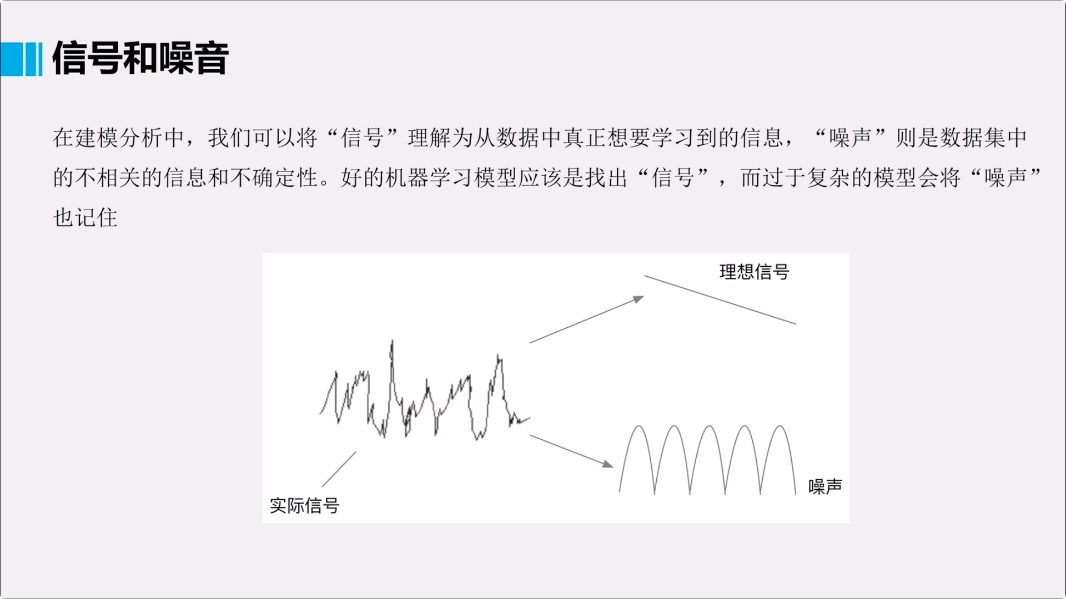 信号和噪音
在建模分析中，我们可以将“信号”理解为从数据中真正想要学习到的信息，“噪声”则是数据集中
的不相关的信息和不确定性。好的机器学习模型应该是找出“信号”，而过于复杂的模型会将“噪声”
也记住
理想信号
噪声
实际信号